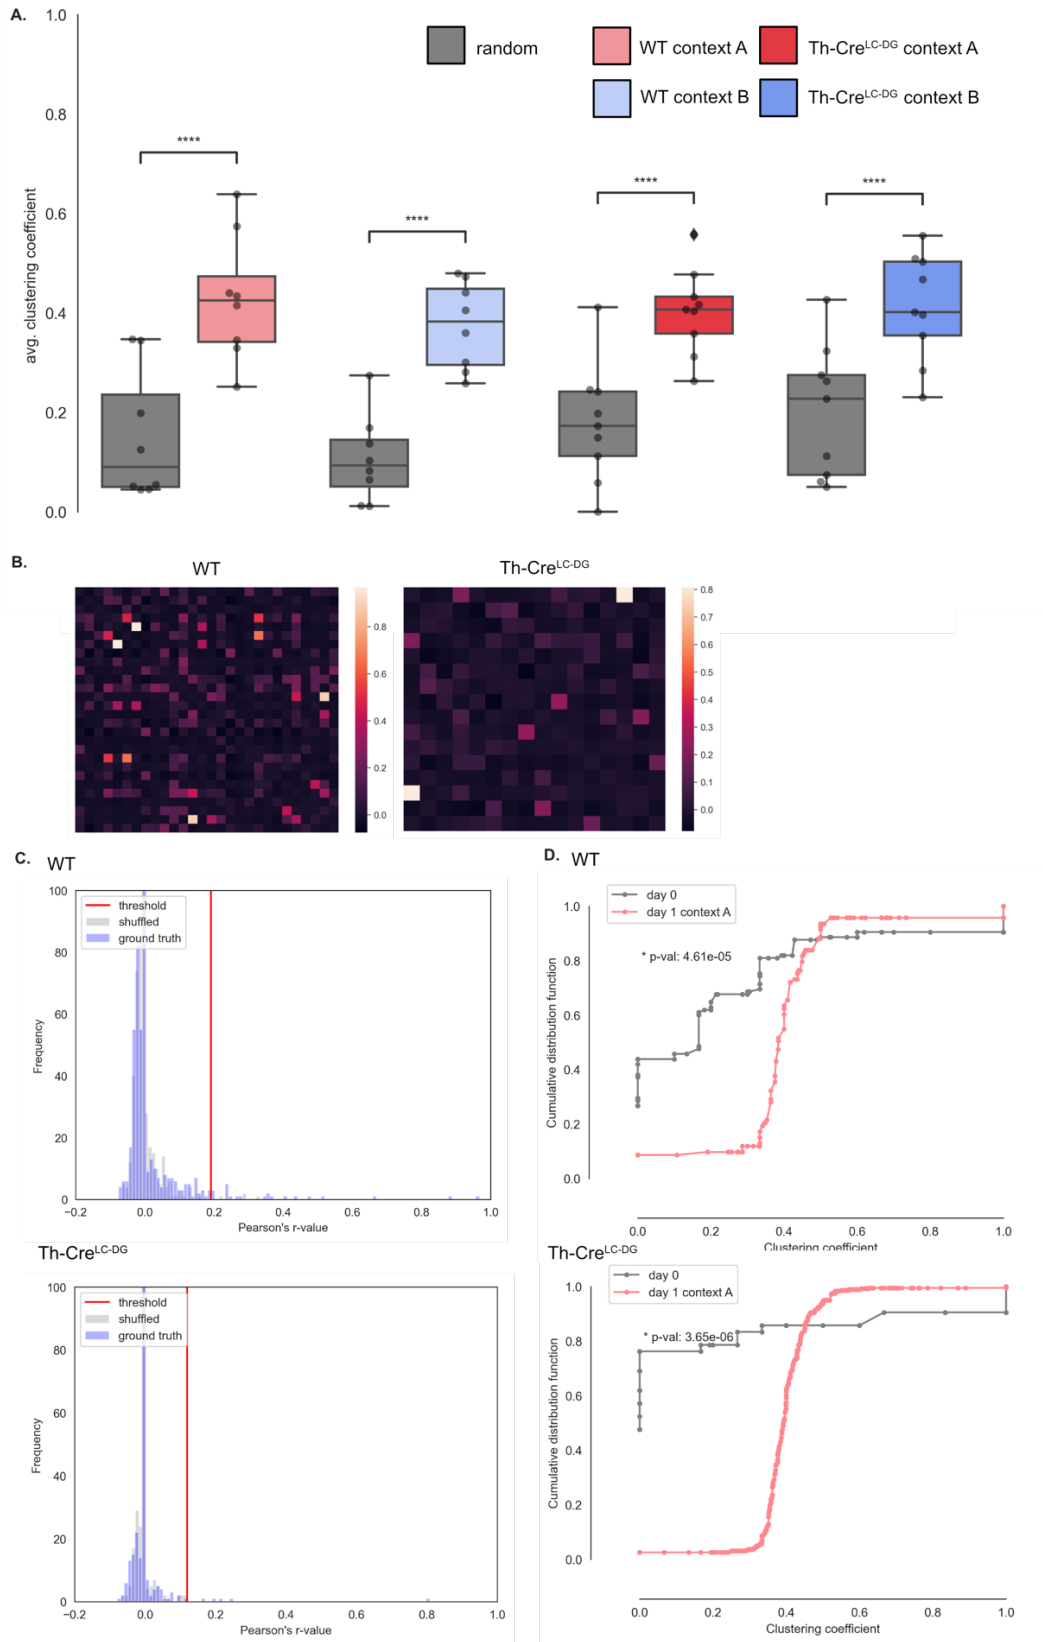 A.
random
WT context A
Th-CreLC-DG context A
WT context B
Th-CreLC-DG context B
avg. clustering coefficient
1.0
0.8
0.6
0.4
0.2
0.0
****
****
****
****
B.
WT
Th-CreLC-DG
0.8
0.6
0.4
0.2
0.0
0.8
0.7
0.6
0.5
0.4
0.3
0.2
0.1
0.0
C.
WT
threshold
shuffled
ground truth
Frequency
100
80
60
40
20
0
−0.2
0.0
0.2
0.4
0.6
0.8
1.0
Pearson's r-value
Th-CreLC-DG
threshold
shuffled
ground truth
Frequency
100
80
60
40
20
0
−0.2
0.0
0.2
0.4
0.6
0.8
1.0
Pearson's r-value
D.
WT
day 0
day 1 context A
* p-val: 4.61e-05
Cumulative distribution function
1.0
0.8
0.6
0.4
0.2
0.0
0.0
0.2
0.4
0.6
0.8
1.0
Clustering coefficient
Th-CreLC-DG
day 0
day 1 context A
* p-val: 3.65e-06
Cumulative distribution function
1.0
0.8
0.6
0.4
0.2
0.0
0.0
0.2
0.4
0.6
0.8
1.0
Clustering coefficient